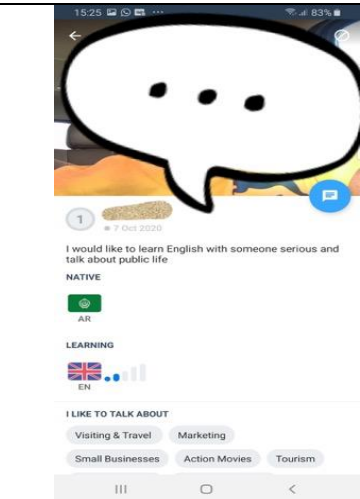 15:25
83%
1
7 Oct 2020
I would like to learn English with someone serious and
talk about public life
NATIVE
AR
LEARNING
EN
I LIKE TO TALK ABOUT
Visiting & Travel Marketing
Small Businesses Action Movies Tourism